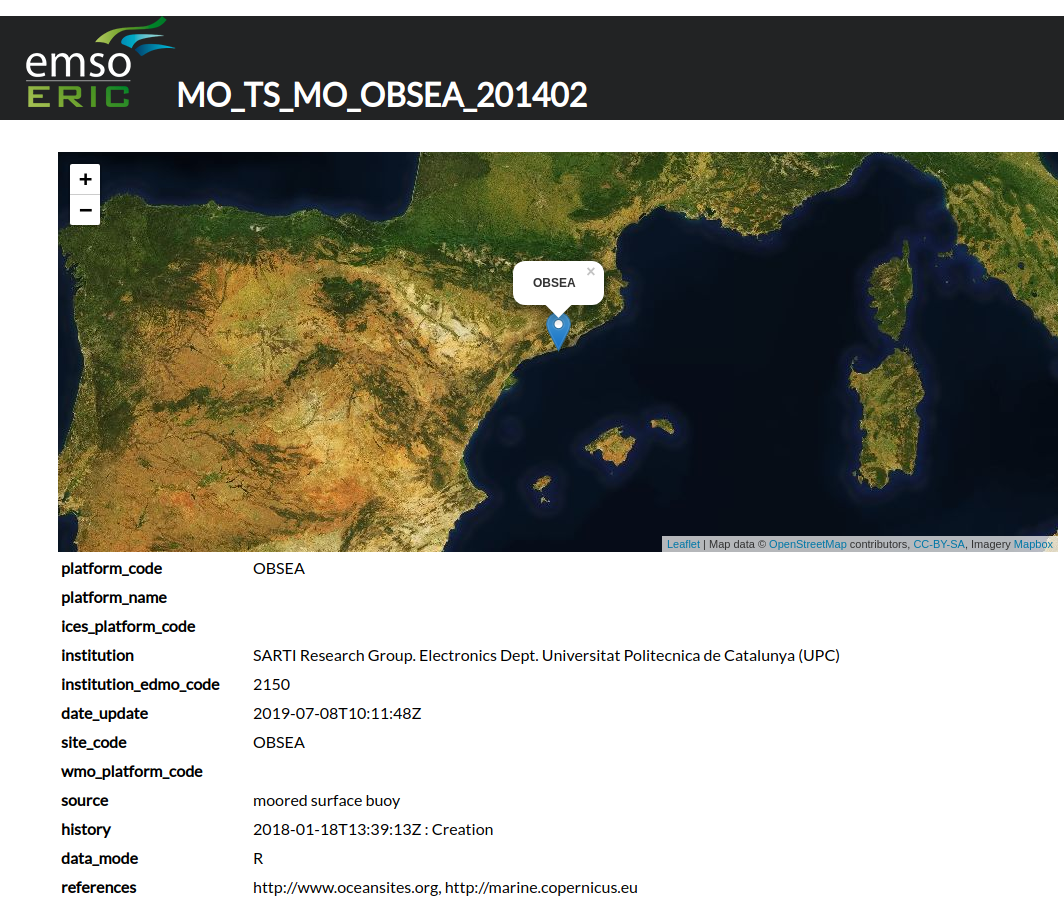 emso
ERIC
MO_TS_MO_OBSEA_201402
+
−
OBSEA ×
Leaflet | Map data © OpenStreetMap contributors, CC-BY-SA, Imagery Mapbox
platform_code OBSEA
platform_name
ices_platform_code
institution SARTI Research Group. Electronics Dept. Universitat Politecnica de Catalunya (UPC)
institution_edmo_code 2150
date_update 2019-07-08T10:11:48Z
site_code OBSEA
wmo_platform_code
source moored surface buoy
history 2018-01-18T13:39:13Z : Creation
data_mode R
references http://www.oceansites.org, http://marine.copernicus.eu